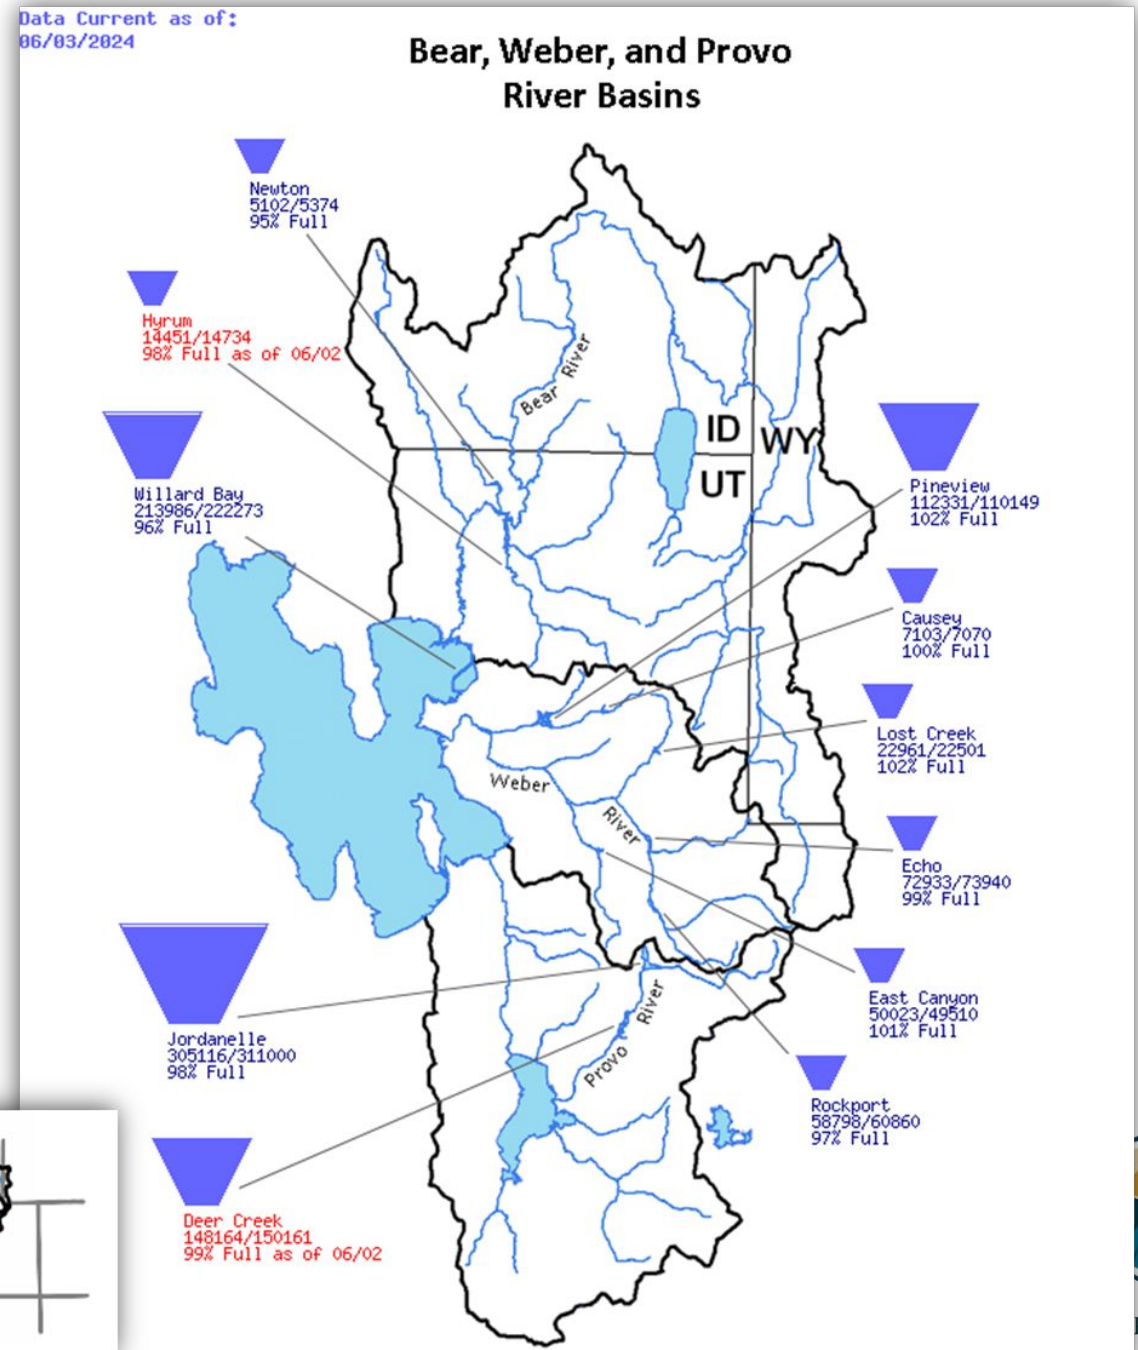 Data Current as of:
06/03/2024
Bear, Weber, and Provo
River Basins
Newton
5102/5374
95% Full
Hyrum
14451/14734
98% Full as of 06/02
Bear River
ID
WY
UT
Willard Bay
213986/222273
96% Full
Pineview
112331/110149
102% Full
Causey
7103/7070
100% Full
Lost Creek
22961/22501
102% Full
Weber
River
Echo
72933/73940
99% Full
East Canyon
50023/49510
101% Full
Jordanelle
305116/311000
98% Full
Provo River
Rockport
58798/60860
97% Full
Deer Creek
148164/150161
99% Full as of 06/02